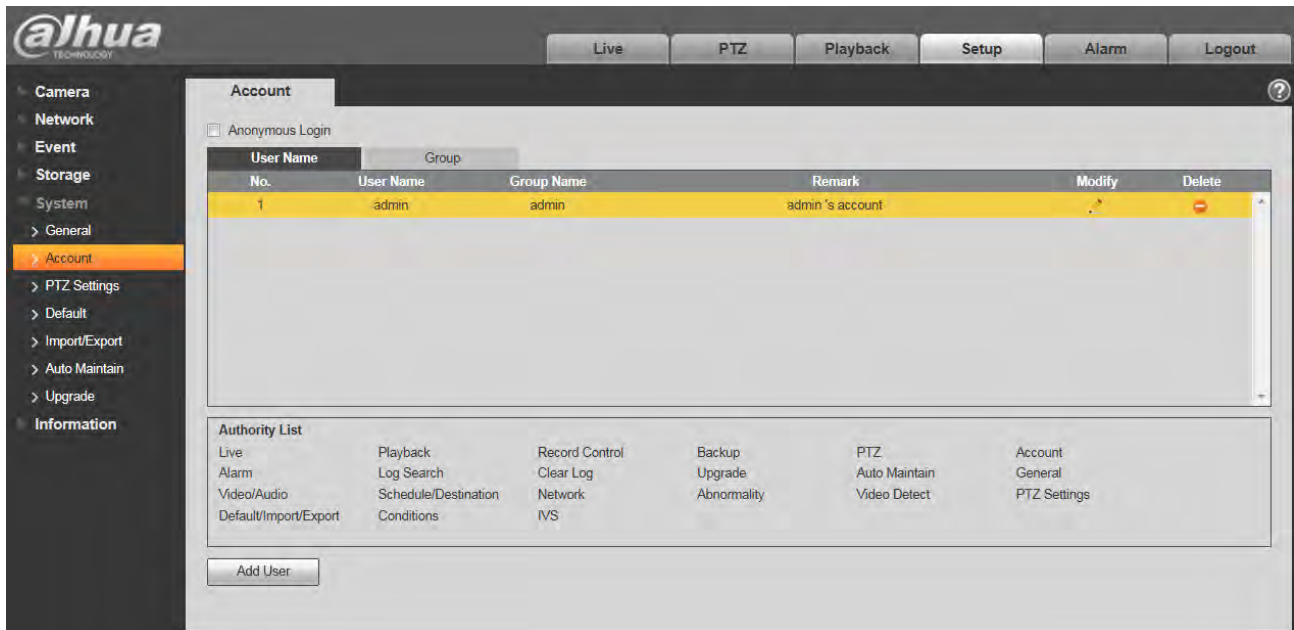 alhua
TECHNOLOGY
Live PTZ Playback Setup Alarm Logout
Camera
Network
Event
Storage
System
> General
> Account
> PTZ Settings
> Default
> Import/Export
> Auto Maintain
> Upgrade
Information
Account ?
Anonymous Login
User Name Group
No. User Name Group Name Remark Modify Delete
1 admin admin admin 's account
Authority List
Live Playback Record Control Backup PTZ Account
Alarm Log Search Clear Log Upgrade Auto Maintain General
Video/Audio Schedule/Destination Network Abnormality Video Detect PTZ Settings
Default/Import/Export Conditions IVS
Add User